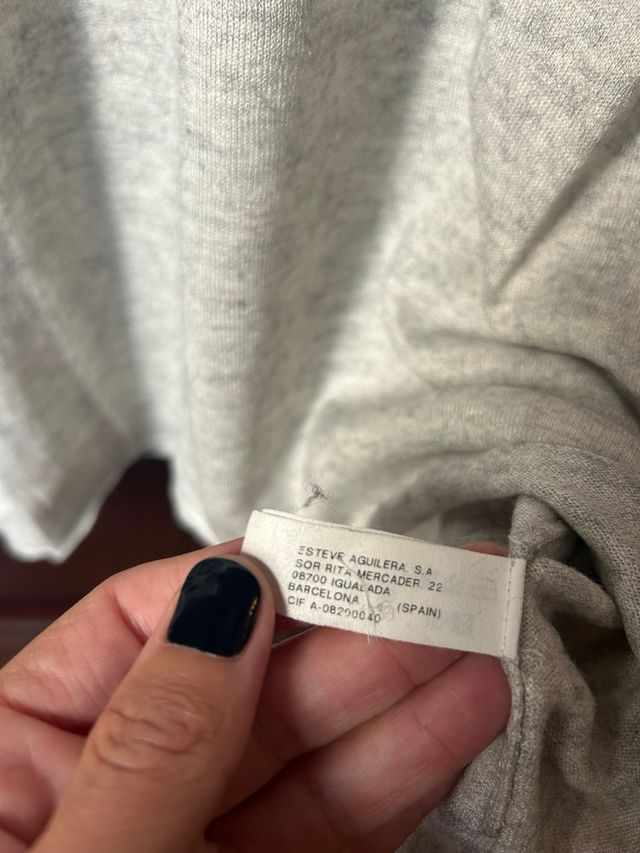 ESTEVE AGUILERA S.A
SOR RITA MERCADER, 22
08700 IGUALADA
BARCELONA (SPAIN)
CIF A-08200040